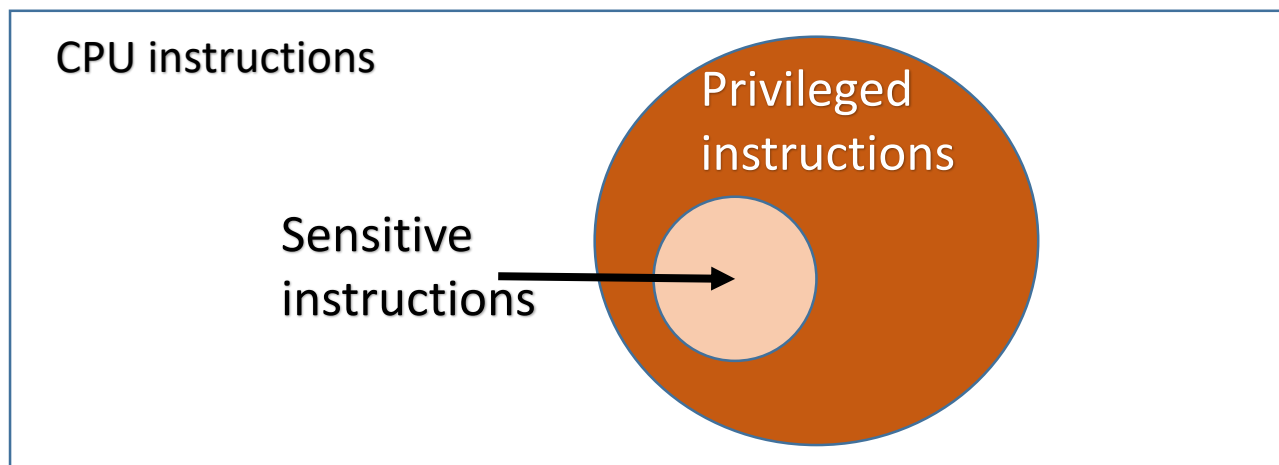 CPU instructions
Privileged
instructions
Sensitive
instructions